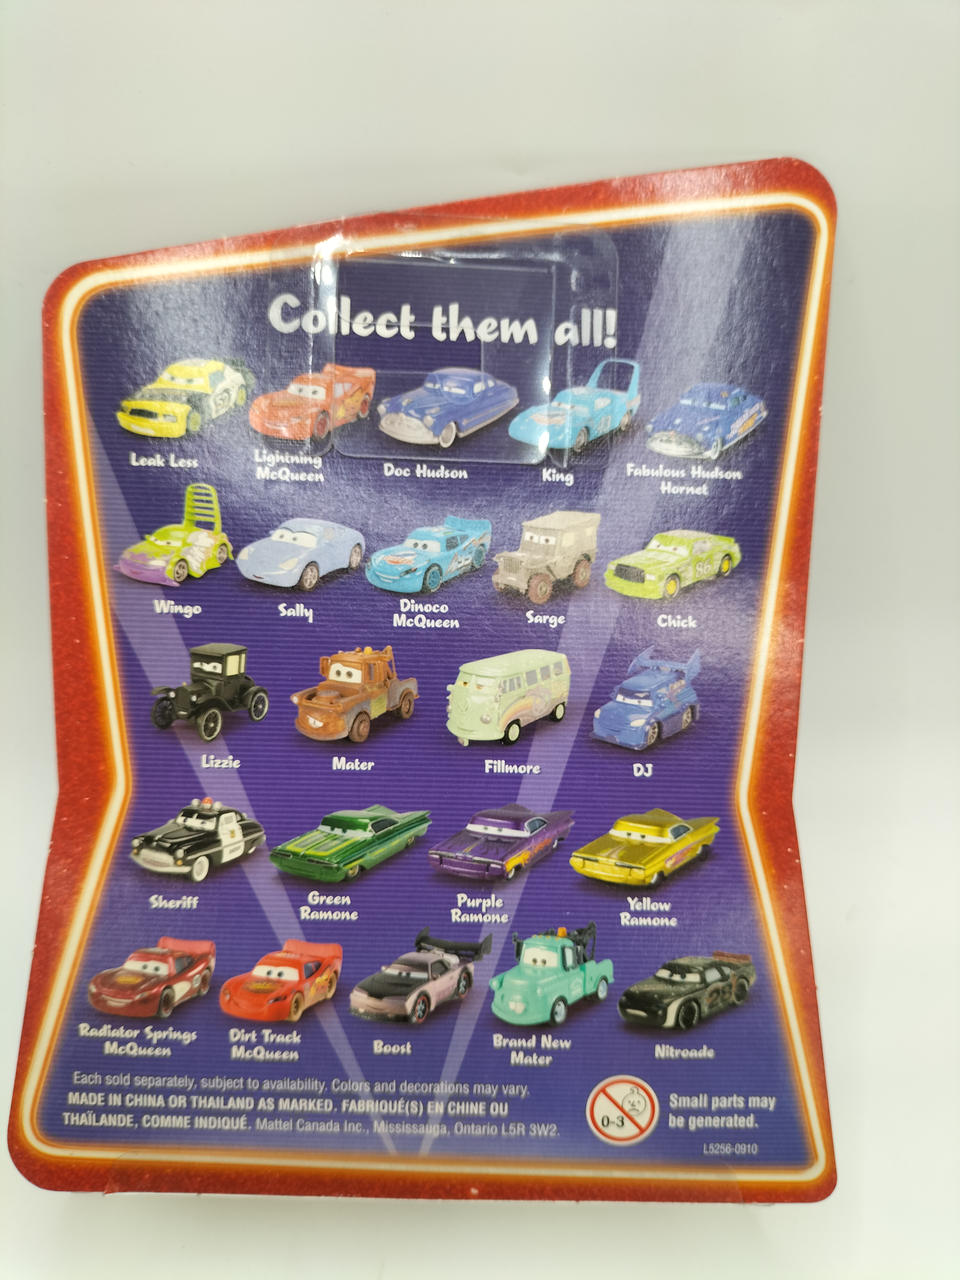 Collect them all!
Leak Less
Lightning
McQueen
Doc Hudson
King
Fabulous Hudson
Hornet
Wingo
Sally
Dinoco
McQueen
Sarge
Chick
86
Lizzie
Mater
Fillmore
DJ
Sheriff
Green
Ramone
Purple
Ramone
Yellow
Ramone
Radiator Springs
McQueen
Dirt Track
McQueen
Boost
Brand New
Mater
Nitroade
Each sold separately, subject to availability. Colors and decorations may vary.
MADE IN CHINA OR THAILAND AS MARKED. FABRIQUÉ(S) EN CHINE OU
THAÏLANDE, COMME INDIQUÉ. Mattel Canada Inc., Mississauga, Ontario L5R 3W2.
0-3
Small parts may
be generated.
L5256-0910